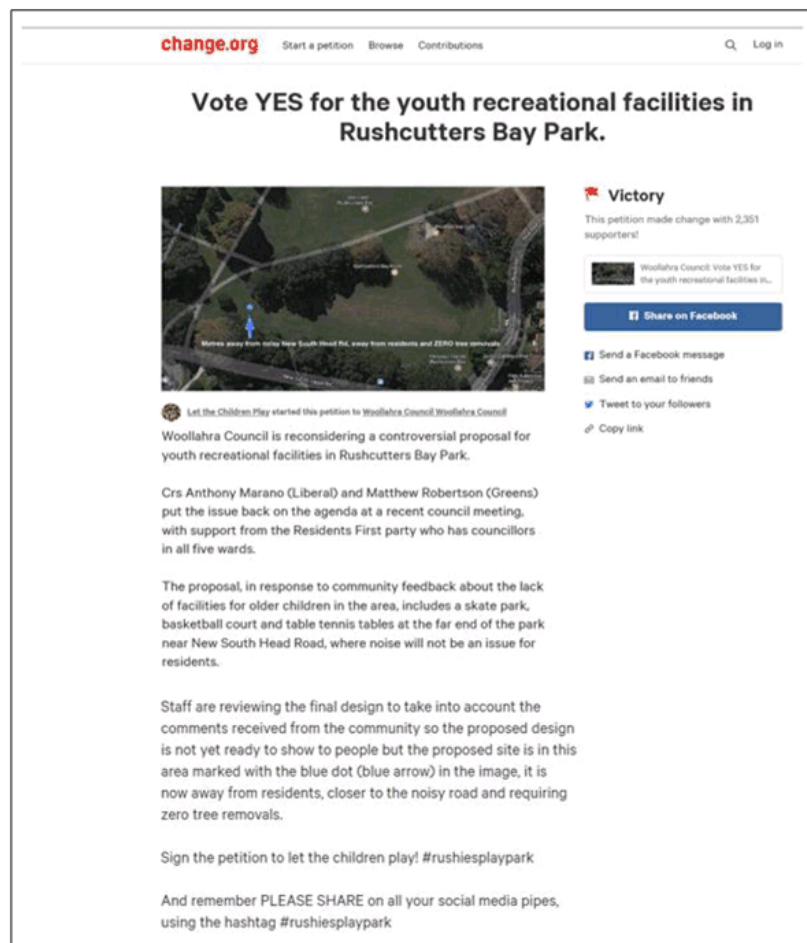 change.org
Start a petition Browse Contributions
Log in
Vote YES for the youth recreational facilities in
Rushcutters Bay Park.
Metres away from noisy New South Head Rd, away from residents and ZERO tree removals
Let the Children Play started this petition to Woollahra Council Woollahra Council
Woollahra Council is reconsidering a controversial proposal for
youth recreational facilities in Rushcutters Bay Park.
Crs Anthony Marano (Liberal) and Matthew Robertson (Greens)
put the issue back on the agenda at a recent council meeting,
with support from the Residents First party who has councillors
in all five wards.
The proposal, in response to community feedback about the lack
of facilities for older children in the area, includes a skate park,
basketball court and table tennis tables at the far end of the park
near New South Head Road, where noise will not be an issue for
residents.
Staff are reviewing the final design to take into account the
comments received from the community so the proposed design
is not yet ready to show to people but the proposed site is in this
area marked with the blue dot (blue arrow) in the image, it is
now away from residents, closer to the noisy road and requiring
zero tree removals.
Sign the petition to let the children play! #rushiesplaypark
And remember PLEASE SHARE on all your social media pipes,
using the hashtag #rushiesplaypark
Victory
This petition made change with 2,351
supporters!
Woollahra Council: Vote YES for
the youth recreational facilities in...
Share on Facebook
Send a Facebook message
Send an email to friends
Tweet to your followers
Copy link